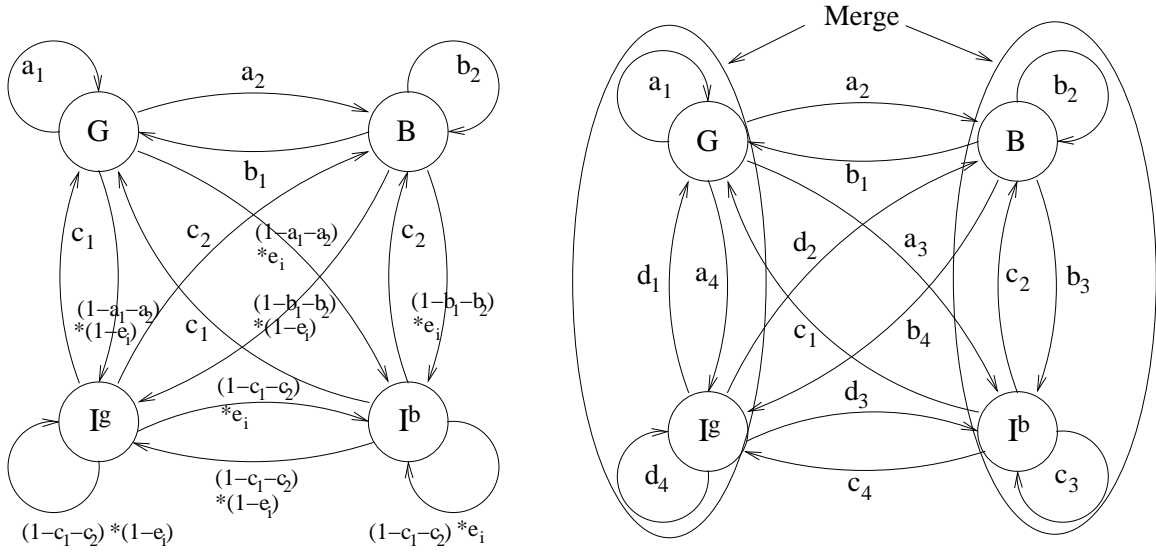 Merge
a₁
a₂
b₂
G
B
b₁
c₁
c₂
(1–a₁–a₂)
*eᵢ
c₂
(1–a₁–a₂)
*(1–eᵢ)
c₁
(1–b₁–b₂)
*(1–eᵢ)
(1–b₁–b₂)
*eᵢ
(1–c₁–c₂)
*eᵢ
Iᵍ
Iᵇ
(1–c₁–c₂)
*(1–eᵢ)
(1–c₁–c₂) *(1–eᵢ)
(1–c₁–c₂) *eᵢ
a₁
a₂
b₂
G
B
b₁
d₂
a₃
d₁
a₄
c₂
b₃
c₁
b₄
d₃
Iᵍ
Iᵇ
d₄
c₄
c₃